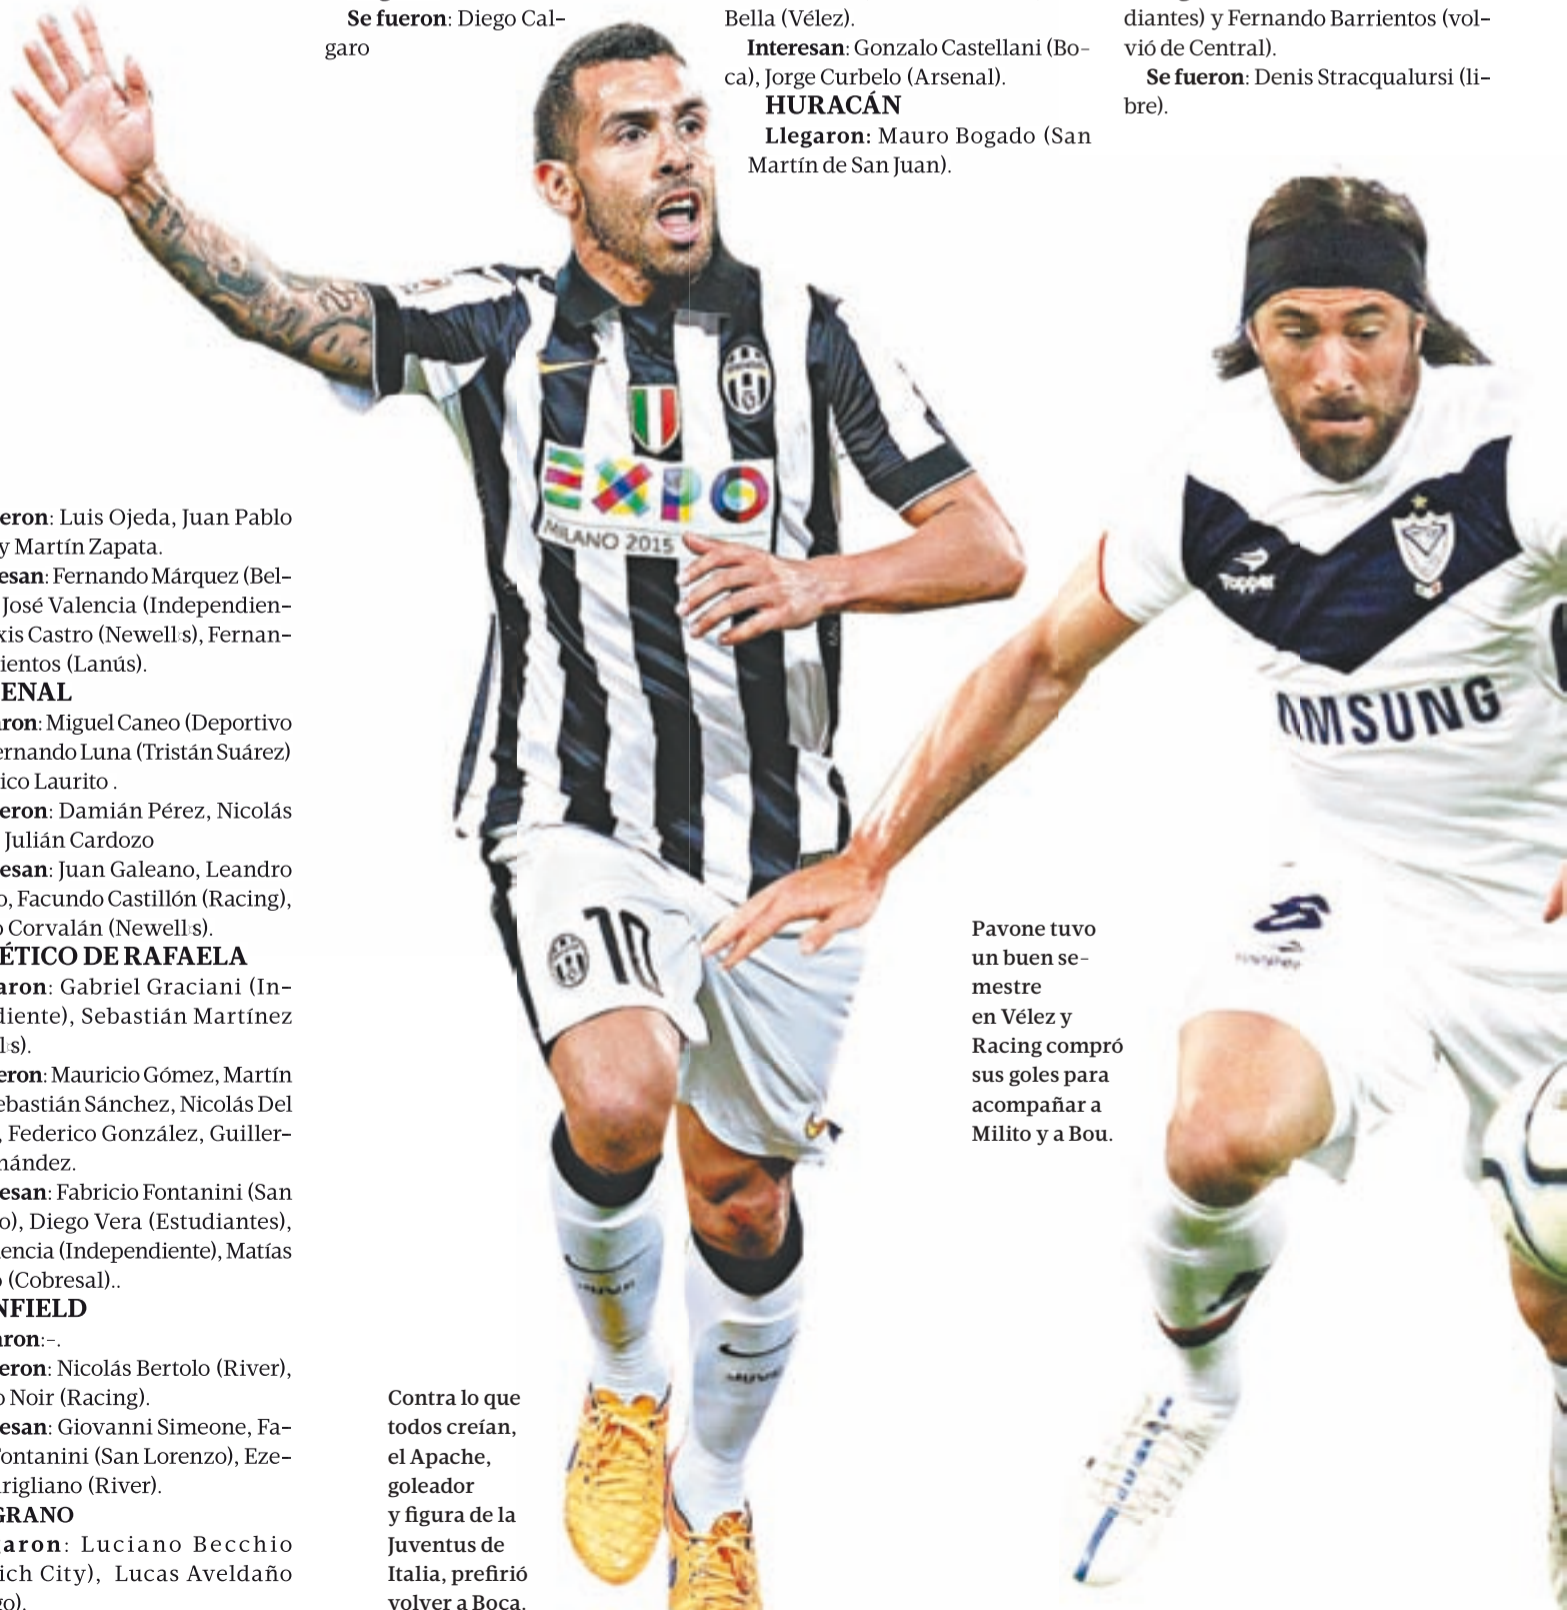 eron: Luis Ojeda, Juan Pablo
y Martín Zapata.
esan: Fernando Márquez (Bel-
José Valencia (Independien-
xis Castro (Newell:s), Fernan-
ientos (Lanús).
ENAL
aron: Miguel Caneo (Deportivo
ernando Luna (Tristán Suárez)
ico Laurito .
eron: Damián Pérez, Nicolás
Julián Cardozo
esan: Juan Galeano, Leandro
o, Facundo Castillón (Racing),
o Corvalán (Newell:s).
ÉTICO DE RAFAELA
aron: Gabriel Graciani (In-
diente), Sebastián Martínez
l:s).
eron: Mauricio Gómez, Martín
ebastián Sánchez, Nicolás Del
, Federico González, Guiller-
nández.
esan: Fabricio Fontanini (San
o), Diego Vera (Estudiantes),
encia (Independiente), Matías
o (Cobresal)..
NFIELD
aron:-.
eron: Nicolás Bertolo (River),
o Noir (Racing).
esan: Giovanni Simeone, Fa-
Fontanini (San Lorenzo), Eze-
rigliano (River).
GRANO
aron: Luciano Becchio
ich City), Lucas Aveldaño
go).
Se fueron: Diego Cal-
garo
Bella (Vélez).
Interesan: Gonzalo Castellani (Bo-
ca), Jorge Curbelo (Arsenal).
HURACÁN
Llegaron: Mauro Bogado (San
Martín de San Juan).
diantes) y Fernando Barrientos (vol-
vió de Central).
Se fueron: Denis Stracqualursi (li-
bre).
EXPO
MILANO 2015
10
Topper
AMSUNG
Pavone tuvo
un buen se-
mestre
en Vélez y
Racing compró
sus goles para
acompañar a
Milito y a Bou.
Contra lo que
todos creían,
el Apache,
goleador
y figura de la
Juventus de
Italia, prefirió
volver a Boca.